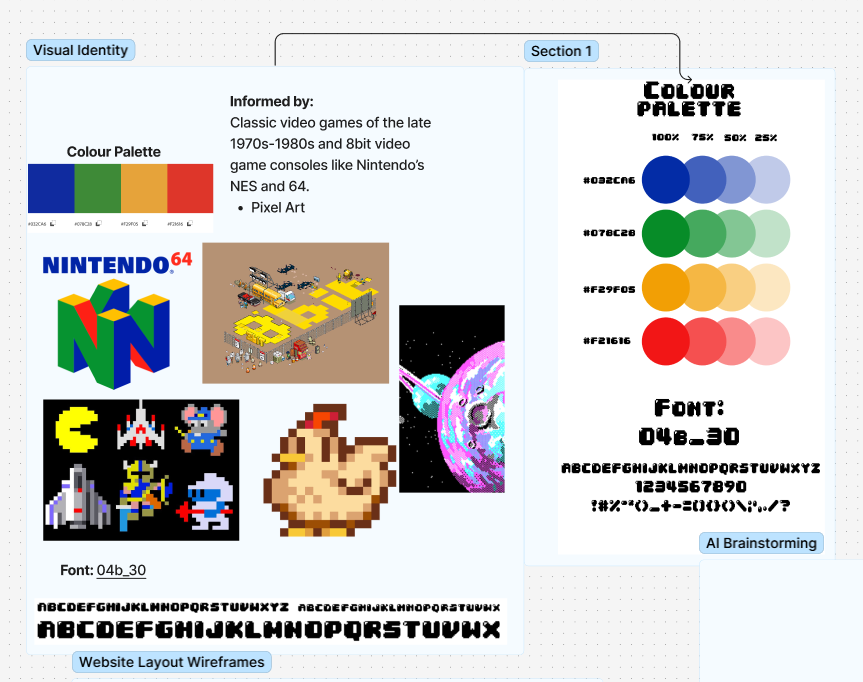 Visual Identity
Informed by:
Classic video games of the late
1970s-1980s and 8bit video
game consoles like Nintendo's
NES and 64.
• Pixel Art
Colour Palette
#032CA6 #078C28 #F29F05 #F21616
NINTENDO 64
Font: 04b_30
ABCDEFGHIJKLMNOPQRSTUVWXYZ ABCDEFGHIJKLMNOPQRSTUVWX
ABCDEFGHIJKLMNOPQRSTUVWX
Website Layout Wireframes
Section 1
COLOUR
PALETTE
100% 75% 50% 25%
#032CA6
#078C28
#F29F05
#F21616
FONT:
04B_30
ABCDEFGHIJKLMNOPQRSTUVWXYZ
1234567890
AI Brainstorming